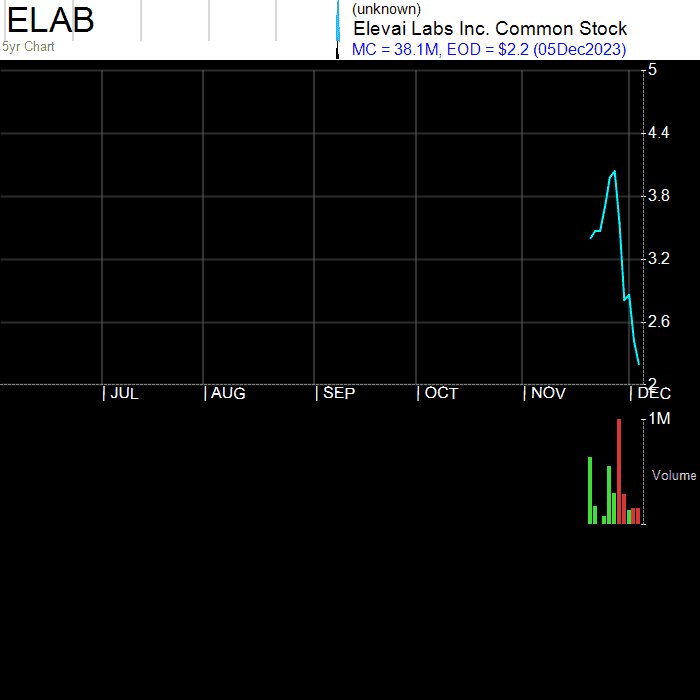 ELAB
5yr Chart
(unknown)
Elevai Labs Inc. Common Stock
MC = 38.1M, EOD = $2.2 (05Dec2023)
5
4.4
3.8
3.2
2.6
2
| JUL | AUG | SEP | OCT | NOV | DEC
1M
Volume